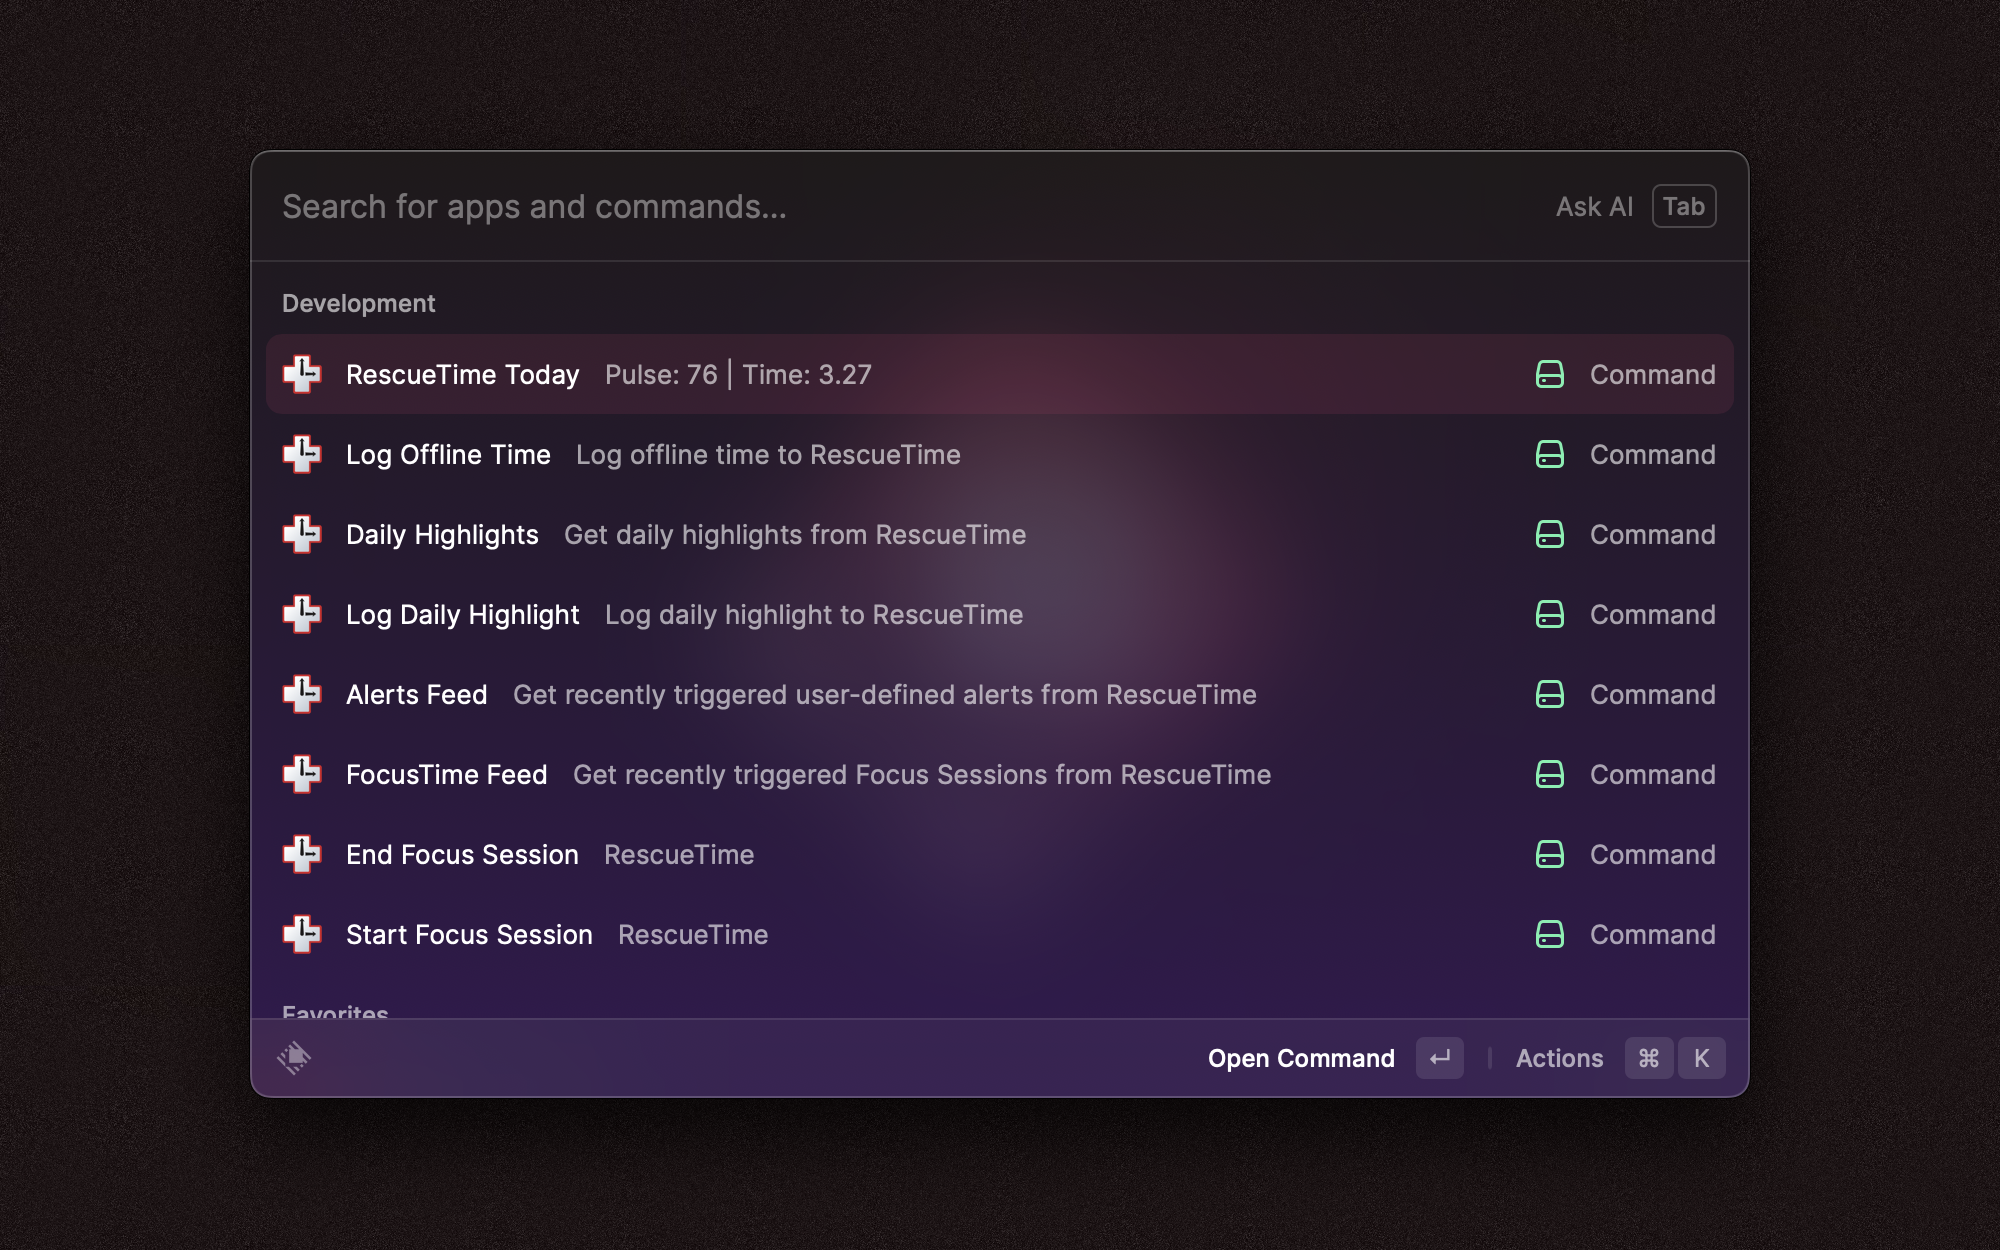 Search for apps and commands...
Ask AI Tab
Development
RescueTime Today Pulse: 76 | Time: 3.27 Command
Log Offline Time Log offline time to RescueTime Command
Daily Highlights Get daily highlights from RescueTime Command
Log Daily Highlight Log daily highlight to RescueTime Command
Alerts Feed Get recently triggered user-defined alerts from RescueTime Command
FocusTime Feed Get recently triggered Focus Sessions from RescueTime Command
End Focus Session RescueTime Command
Start Focus Session RescueTime Command
Favorites
Open Command ↵ Actions ⌘ K